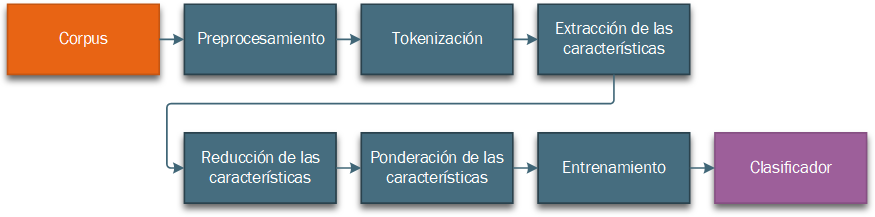 Corpus
Preprocesamiento
Tokenización
Extracción de las
características
Reducción de las
características
Ponderación de las
características
Entrenamiento
Clasificador